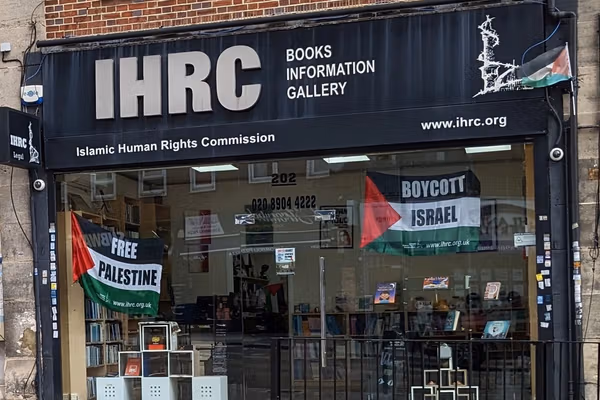 IHRC
BOOKS
INFORMATION
GALLERY
Islamic Human Rights Commission
www.ihrc.org
IHRC
Legal
202
020 8904 4222
FREE
PALESTINE
www.ihrc.org.uk
BOYCOTT
ISRAEL
www.ihrc.org.uk